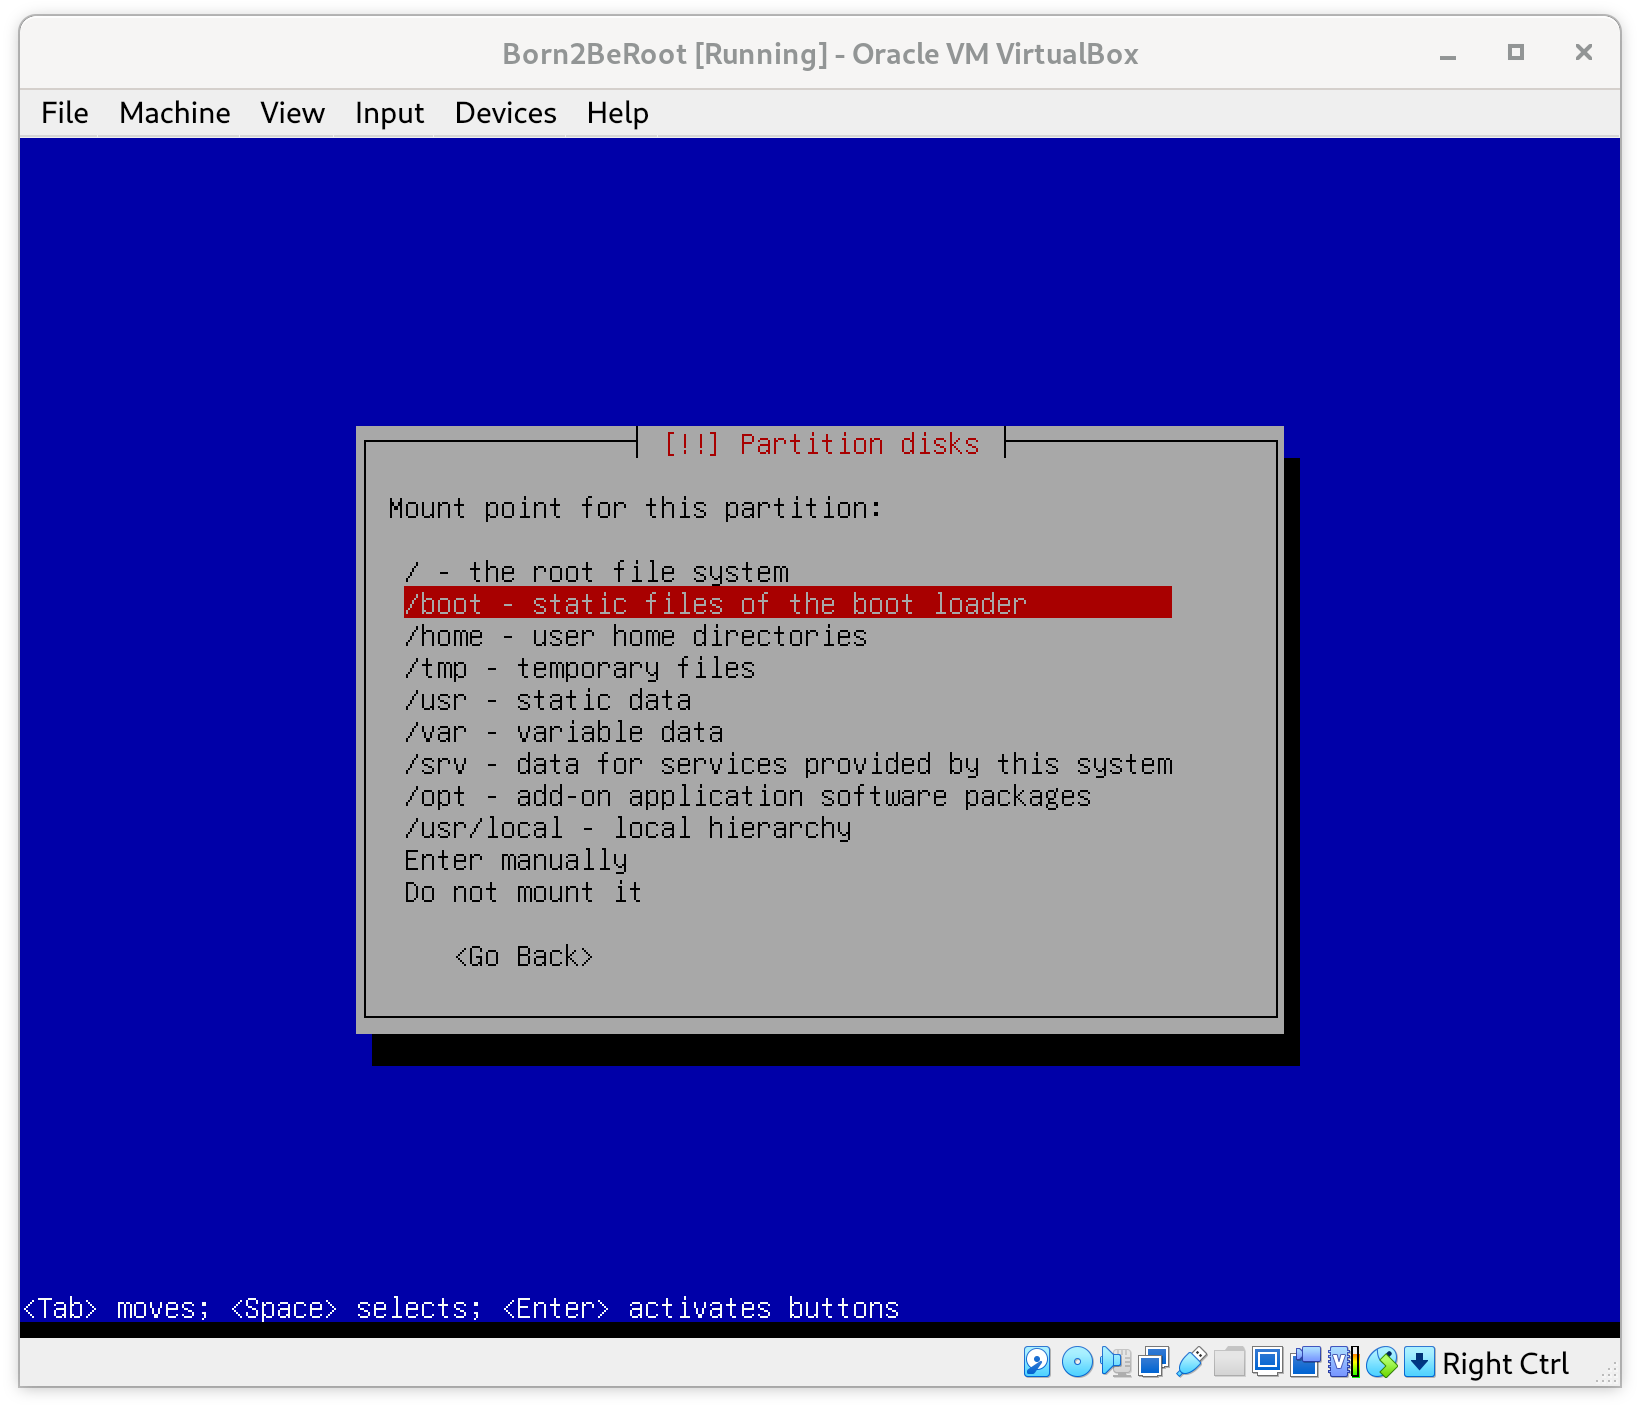 Born2BeRoot [Running] - Oracle VM VirtualBox
File Machine View Input Devices Help
[!!] Partition disks
Mount point for this partition:
/ - the root file system
/boot - static files of the boot loader
/home - user home directories
/tmp - temporary files
/usr - static data
/var - variable data
/srv - data for services provided by this system
/opt - add-on application software packages
/usr/local - local hierarchy
Enter manually
Do not mount it
<Go Back>
<Tab> moves; <Space> selects; <Enter> activates buttons
Right Ctrl